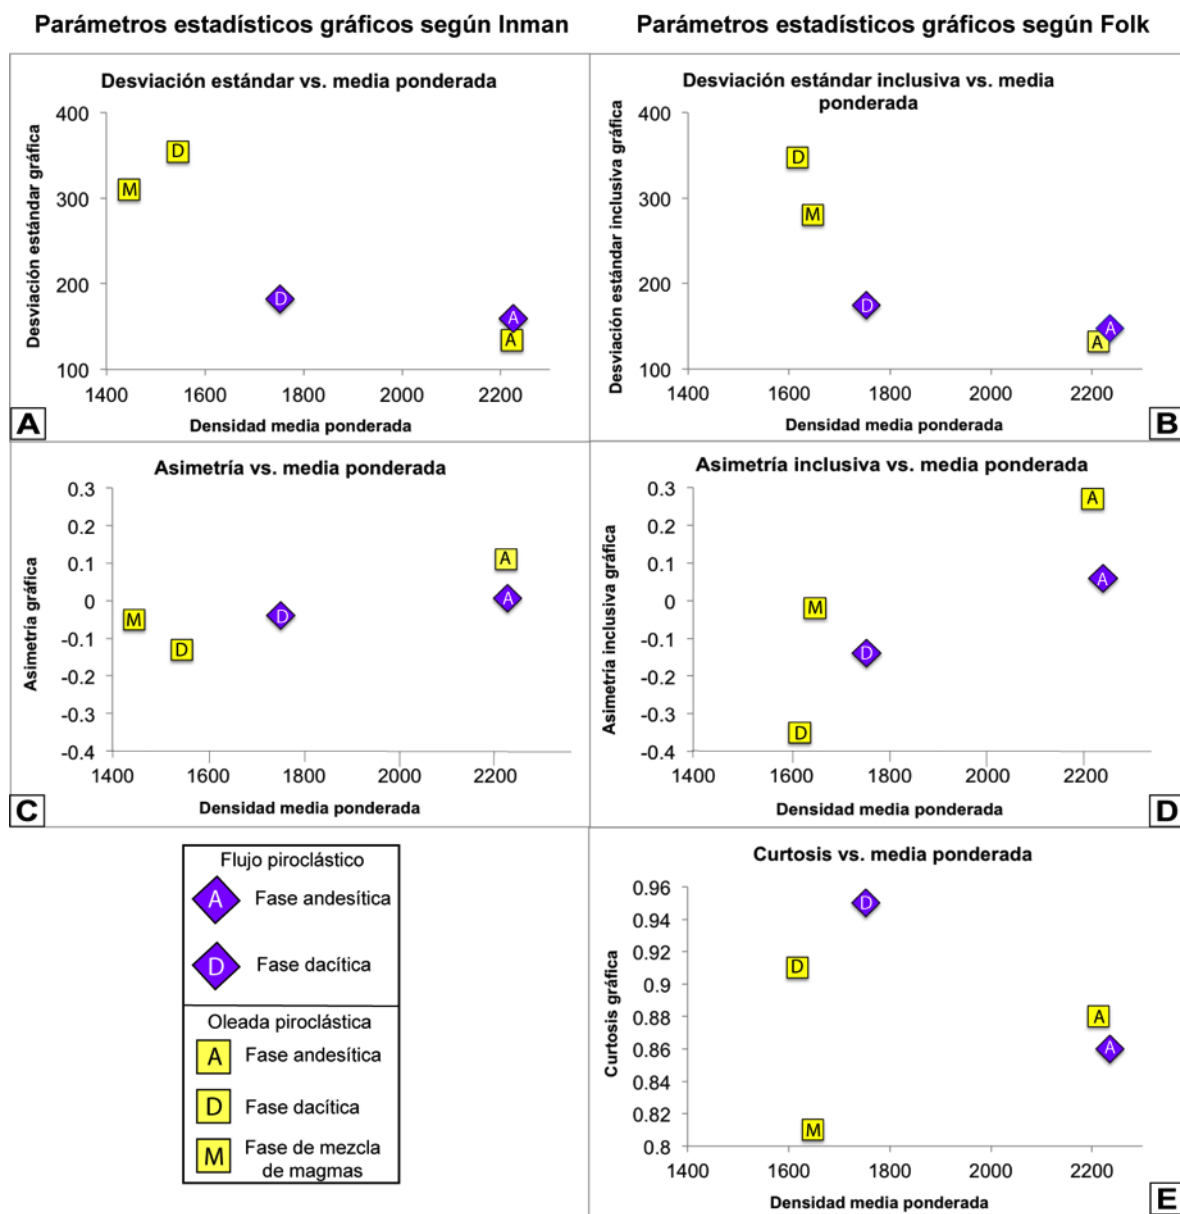 Parámetros estadísticos gráficos según Inman
Parámetros estadísticos gráficos según Folk
Desviación estándar vs. media ponderada
Desviación estándar gráfica
400
300
200
100
D
M
D
A
A
1400
1600
1800
2000
2200
Densidad media ponderada
A
Desviación estándar inclusiva vs. media
ponderada
Desviación estándar inclusiva gráfica
400
300
200
100
D
M
D
A
A
1400
1600
1800
2000
2200
Densidad media ponderada
B
Asimetría vs. media ponderada
Asimetría gráfica
0.3
0.2
0.1
0
-0.1
-0.2
-0.3
-0.4
A
A
D
M
D
1400
1600
1800
2000
2200
Densidad media ponderada
C
Asimetría inclusiva vs. media ponderada
Asimetría inclusiva gráfica
0.3
0.2
0.1
0
-0.1
-0.2
-0.3
-0.4
A
A
M
D
D
1400
1600
1800
2000
2200
Densidad media ponderada
D
Flujo piroclástico
A Fase andesítica
D Fase dacítica
Oleada piroclástica
A Fase andesítica
D Fase dacítica
M Fase de mezcla
de magmas
Curtosis vs. media ponderada
Curtosis gráfica
0.96
0.94
0.92
0.9
0.88
0.86
0.84
0.82
0.8
D
D
A
A
M
1400
1600
1800
2000
2200
Densidad media ponderada
E